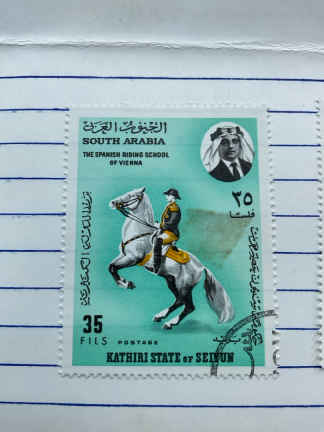 الجنوب العربي
SOUTH ARABIA
THE SPANISH RIDING SCHOOL
OF VIENNA
٣٥
فلسا
35
FILS
POSTAGE
KATHIRI STATE OF SEIYUN